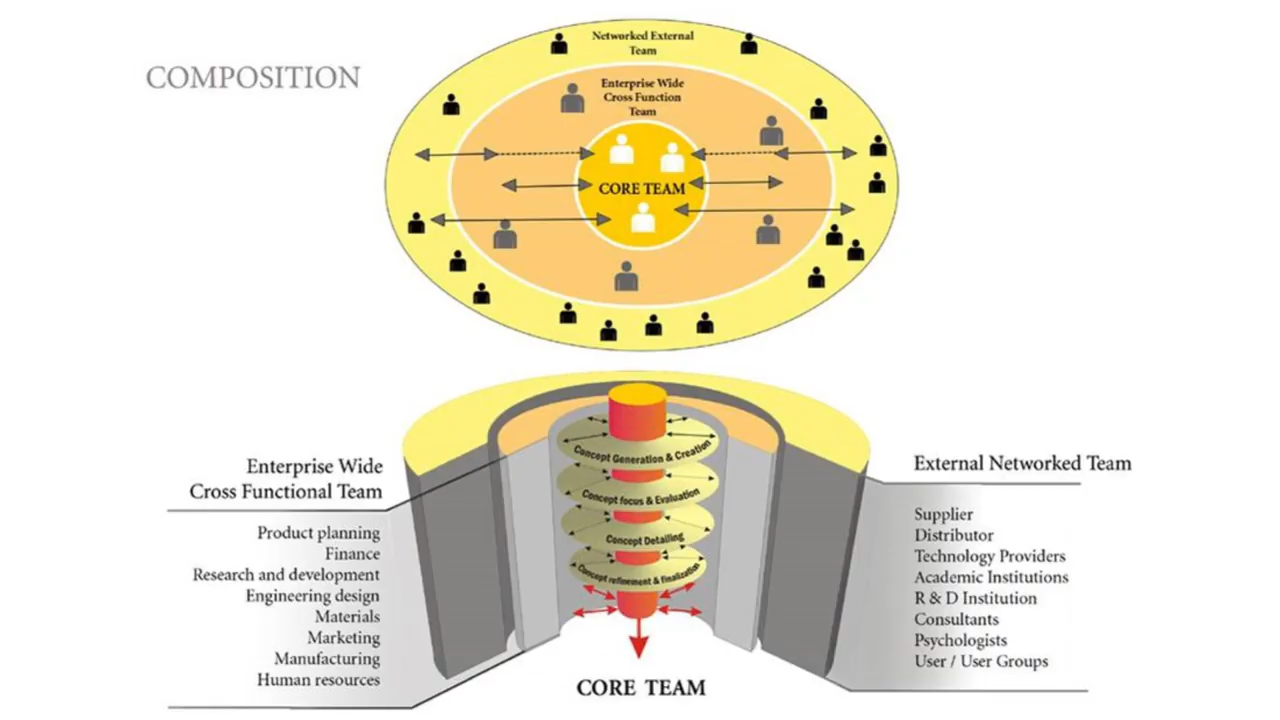 COMPOSITION
Networked External
Team
Enterprise Wide
Cross Function
Team
CORE TEAM
Enterprise Wide
Cross Functional Team
Product planning
Finance
Research and development
Engineering design
Materials
Marketing
Manufacturing
Human resources
Concept Generation & Creation
Concept focus & Evaluation
Concept Detailing
Concept refinement & finalization
CORE TEAM
External Networked Team
Supplier
Distributor
Technology Providers
Academic Institutions
R & D Institution
Consultants
Psychologists
User / User Groups